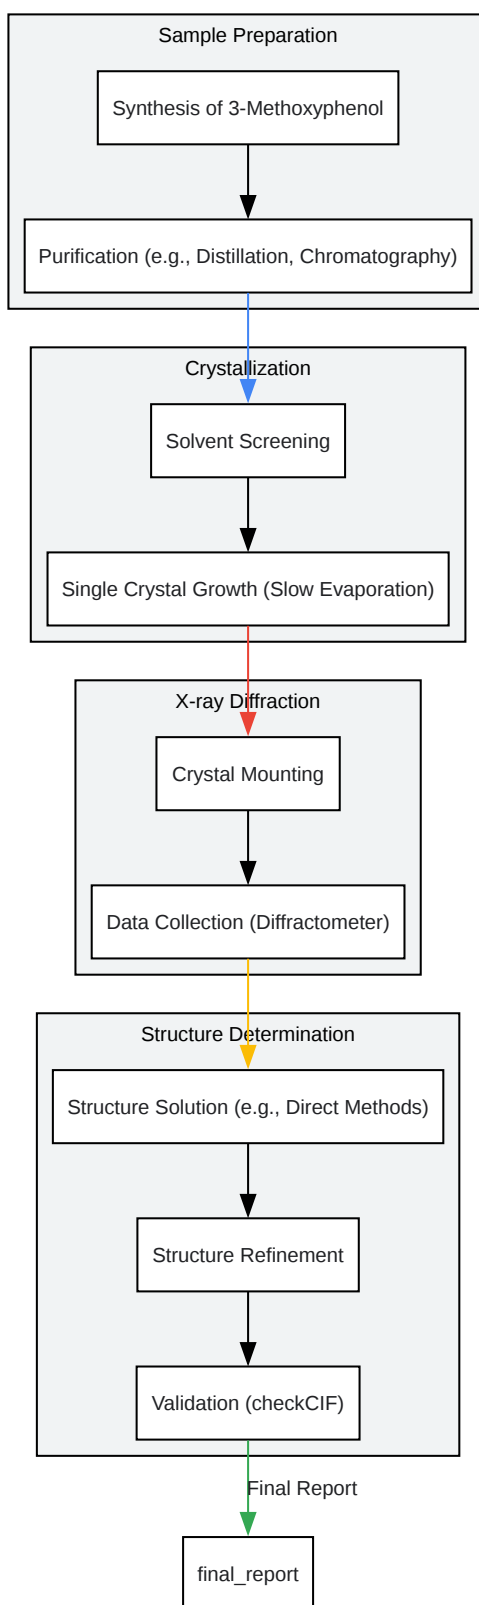 Sample Preparation
Synthesis of 3-Methoxyphenol
Purification (e.g., Distillation, Chromatography)
Crystallization
Solvent Screening
Single Crystal Growth (Slow Evaporation)
X-ray Diffraction
Crystal Mounting
Data Collection (Diffractometer)
Structure Determination
Structure Solution (e.g., Direct Methods)
Structure Refinement
Validation (checkCIF)
Final Report
final_report